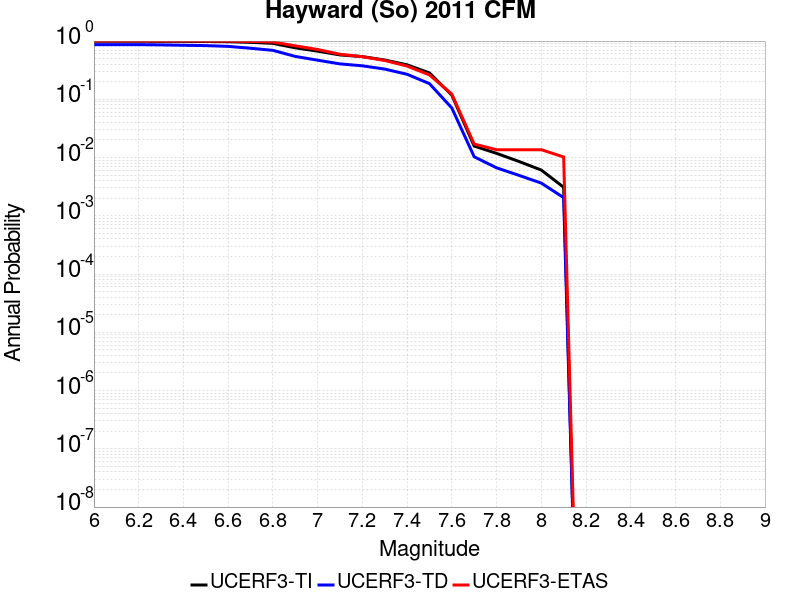 Hayward (So) 2011 CFM
Annual Probability
10^0
10^-1
10^-2
10^-3
10^-4
10^-5
10^-6
10^-7
10^-8
6 6.2 6.4 6.6 6.8 7 7.2 7.4 7.6 7.8 8 8.2 8.4 8.6 8.8 9
Magnitude
UCERF3-TI UCERF3-TD UCERF3-ETAS